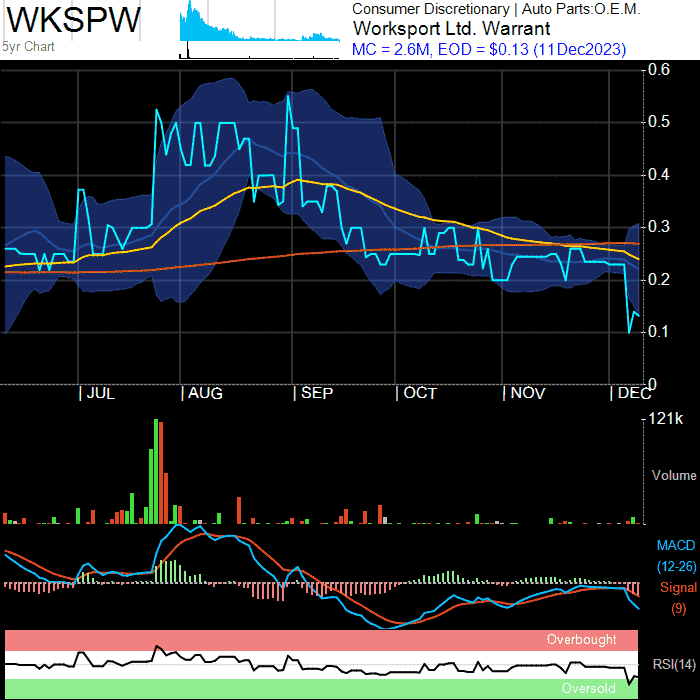 WKSPW
5yr Chart
Consumer Discretionary | Auto Parts:O.E.M.
Worksport Ltd. Warrant
MC = 2.6M, EOD = $0.13 (11Dec2023)
0.6
0.5
0.4
0.3
0.2
0.1
0
| JUL | AUG | SEP | OCT | NOV | DEC
121k
Volume
MACD
(12-26)
Signal
(9)
Overbought
RSI(14)
Oversold